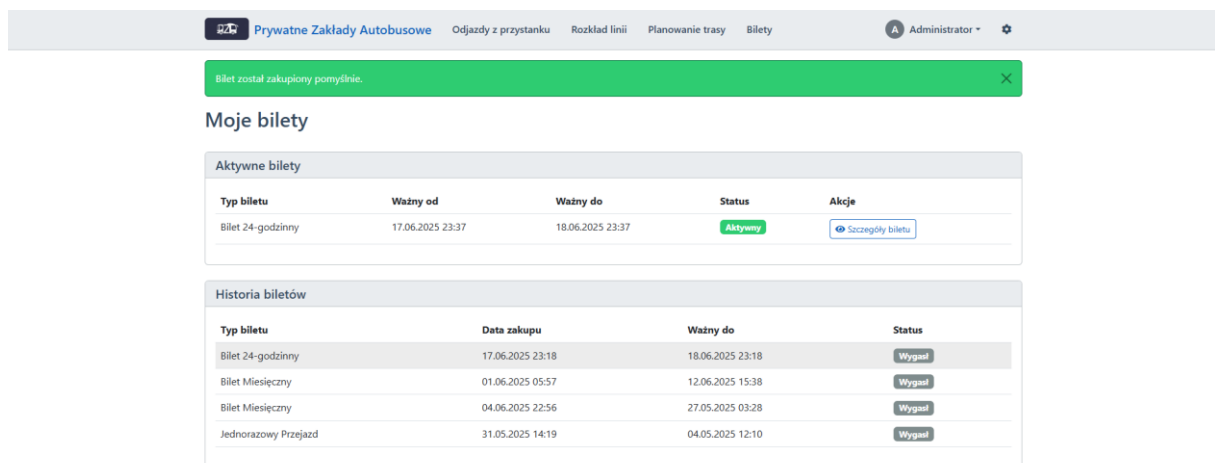 PZA Prywatne Zakłady Autobusowe Odjazdy z przystanku Rozkład linii Planowanie trasy Bilety A Administrator
Bilet został zakupiony pomyślnie.
Moje bilety
Aktywne bilety
Typ biletu Ważny od Ważny do Status Akcje
Bilet 24-godzinny 17.06.2025 23:37 18.06.2025 23:37 Aktywny Szczegóły biletu
Historia biletów
Typ biletu Data zakupu Ważny do Status
Bilet 24-godzinny 17.06.2025 23:18 18.06.2025 23:18 Wygasł
Bilet Miesięczny 01.06.2025 05:57 12.06.2025 15:38 Wygasł
Bilet Miesięczny 04.06.2025 22:56 27.05.2025 03:28 Wygasł
Jednorazowy Przejazd 31.05.2025 14:19 04.05.2025 12:10 Wygasł